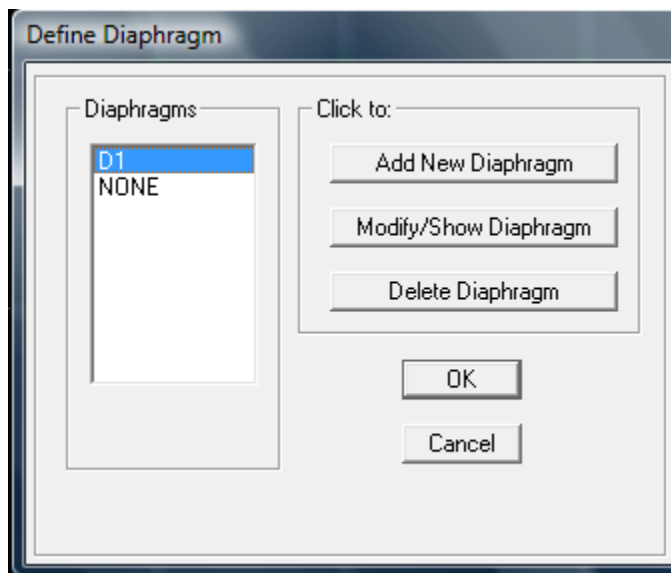 Define Diaphragm
Diaphragms
D1
NONE
Click to:
Add New Diaphragm
Modify/Show Diaphragm
Delete Diaphragm
OK
Cancel